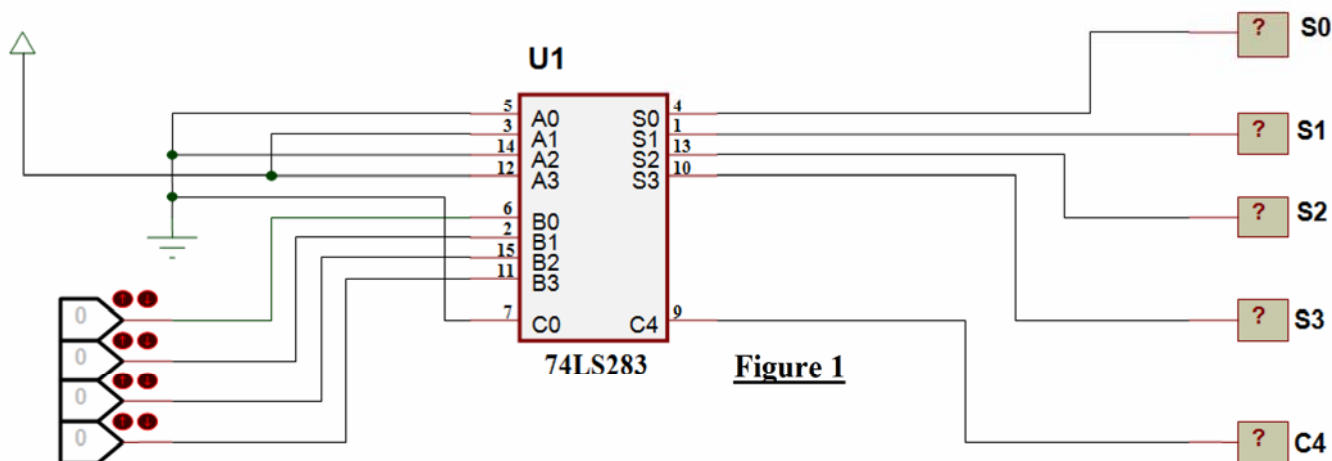 ? S0
U1
5 A0 S0 4
3 A1 S1 1
14 A2 S2 13
12 A3 S3 10
? S1
? S2
6 B0
2 B1
15 B2
11 B3
7 C0 C4 9
? S3
74LS283
Figure 1
0
0
0
0
? C4